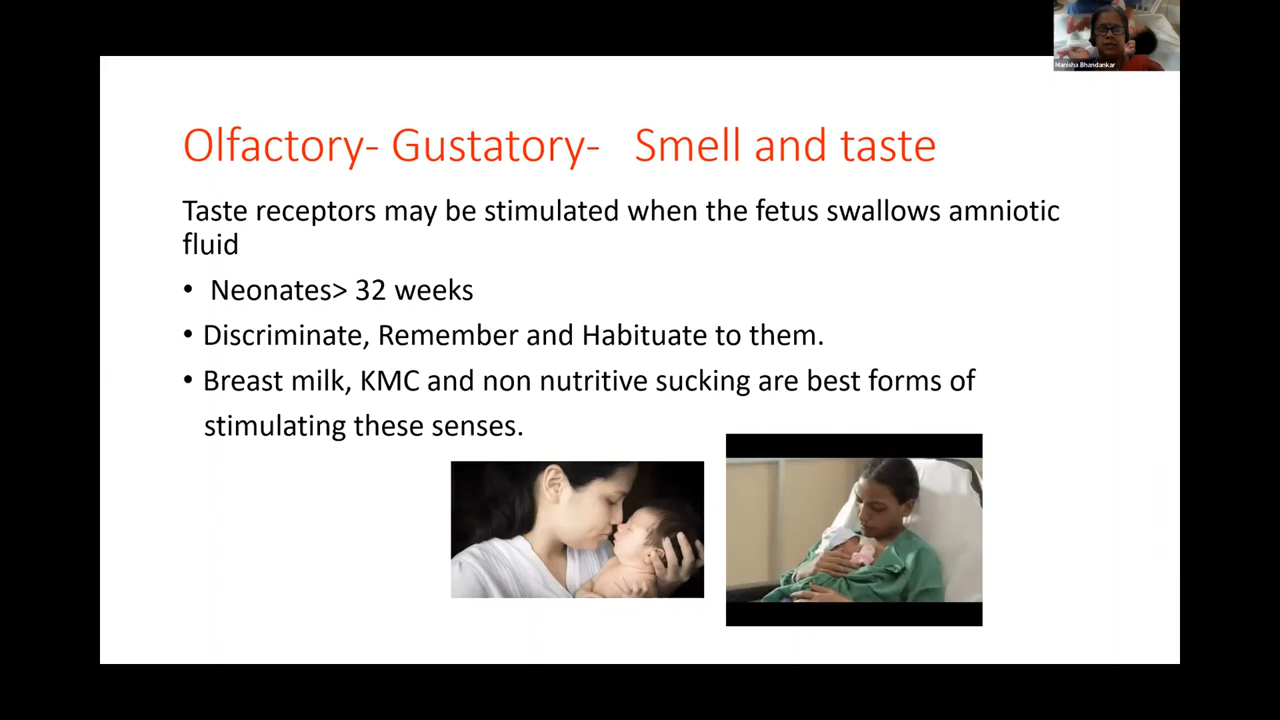 Manisha Bhandankar
Olfactory- Gustatory- Smell and taste
Taste receptors may be stimulated when the fetus swallows amniotic
fluid
• Neonates> 32 weeks
• Discriminate, Remember and Habituate to them.
• Breast milk, KMC and non nutritive sucking are best forms of
stimulating these senses.